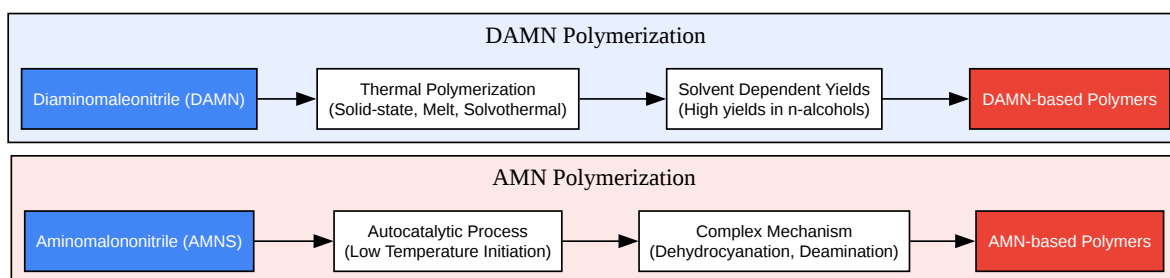 DAMN Polymerization
Diaminomaleonitrile (DAMN)
Thermal Polymerization
(Solid-state, Melt, Solvothermal)
Solvent Dependent Yields
(High yields in n-alcohols)
DAMN-based Polymers
AMN Polymerization
Aminomalononitrile (AMNS)
Autocatalytic Process
(Low Temperature Initiation)
Complex Mechanism
(Dehydrocyanation, Deamination)
AMN-based Polymers